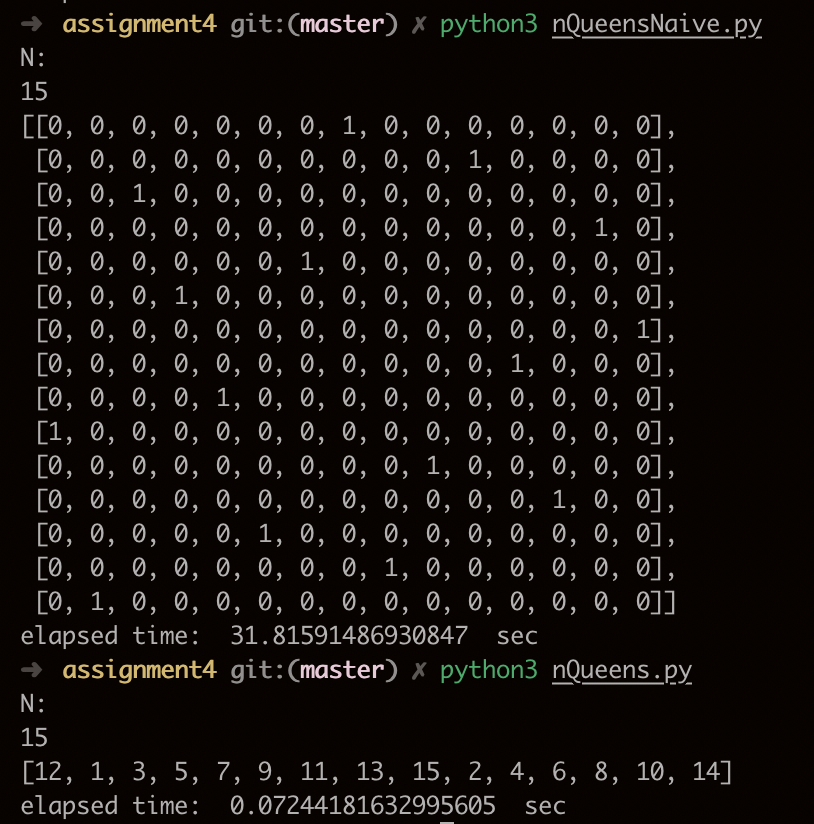 ➜ assignment4 git:(master) ✗ python3 nQueensNaive.py
N:
15
[[0, 0, 0, 0, 0, 0, 0, 1, 0, 0, 0, 0, 0, 0, 0],
 [0, 0, 0, 0, 0, 0, 0, 0, 0, 0, 1, 0, 0, 0, 0],
 [0, 0, 1, 0, 0, 0, 0, 0, 0, 0, 0, 0, 0, 0, 0],
 [0, 0, 0, 0, 0, 0, 0, 0, 0, 0, 0, 0, 0, 1, 0],
 [0, 0, 0, 0, 0, 0, 1, 0, 0, 0, 0, 0, 0, 0, 0],
 [0, 0, 0, 1, 0, 0, 0, 0, 0, 0, 0, 0, 0, 0, 0],
 [0, 0, 0, 0, 0, 0, 0, 0, 0, 0, 0, 0, 0, 0, 1],
 [0, 0, 0, 0, 0, 0, 0, 0, 0, 0, 0, 1, 0, 0, 0],
 [0, 0, 0, 0, 1, 0, 0, 0, 0, 0, 0, 0, 0, 0, 0],
 [1, 0, 0, 0, 0, 0, 0, 0, 0, 0, 0, 0, 0, 0, 0],
 [0, 0, 0, 0, 0, 0, 0, 0, 0, 1, 0, 0, 0, 0, 0],
 [0, 0, 0, 0, 0, 0, 0, 0, 0, 0, 0, 0, 1, 0, 0],
 [0, 0, 0, 0, 0, 1, 0, 0, 0, 0, 0, 0, 0, 0, 0],
 [0, 0, 0, 0, 0, 0, 0, 0, 1, 0, 0, 0, 0, 0, 0],
 [0, 1, 0, 0, 0, 0, 0, 0, 0, 0, 0, 0, 0, 0, 0]]
elapsed time:  31.81591486930847  sec
➜ assignment4 git:(master) ✗ python3 nQueens.py
N:
15
[12, 1, 3, 5, 7, 9, 11, 13, 15, 2, 4, 6, 8, 10, 14]
elapsed time:  0.07244181632995605  sec